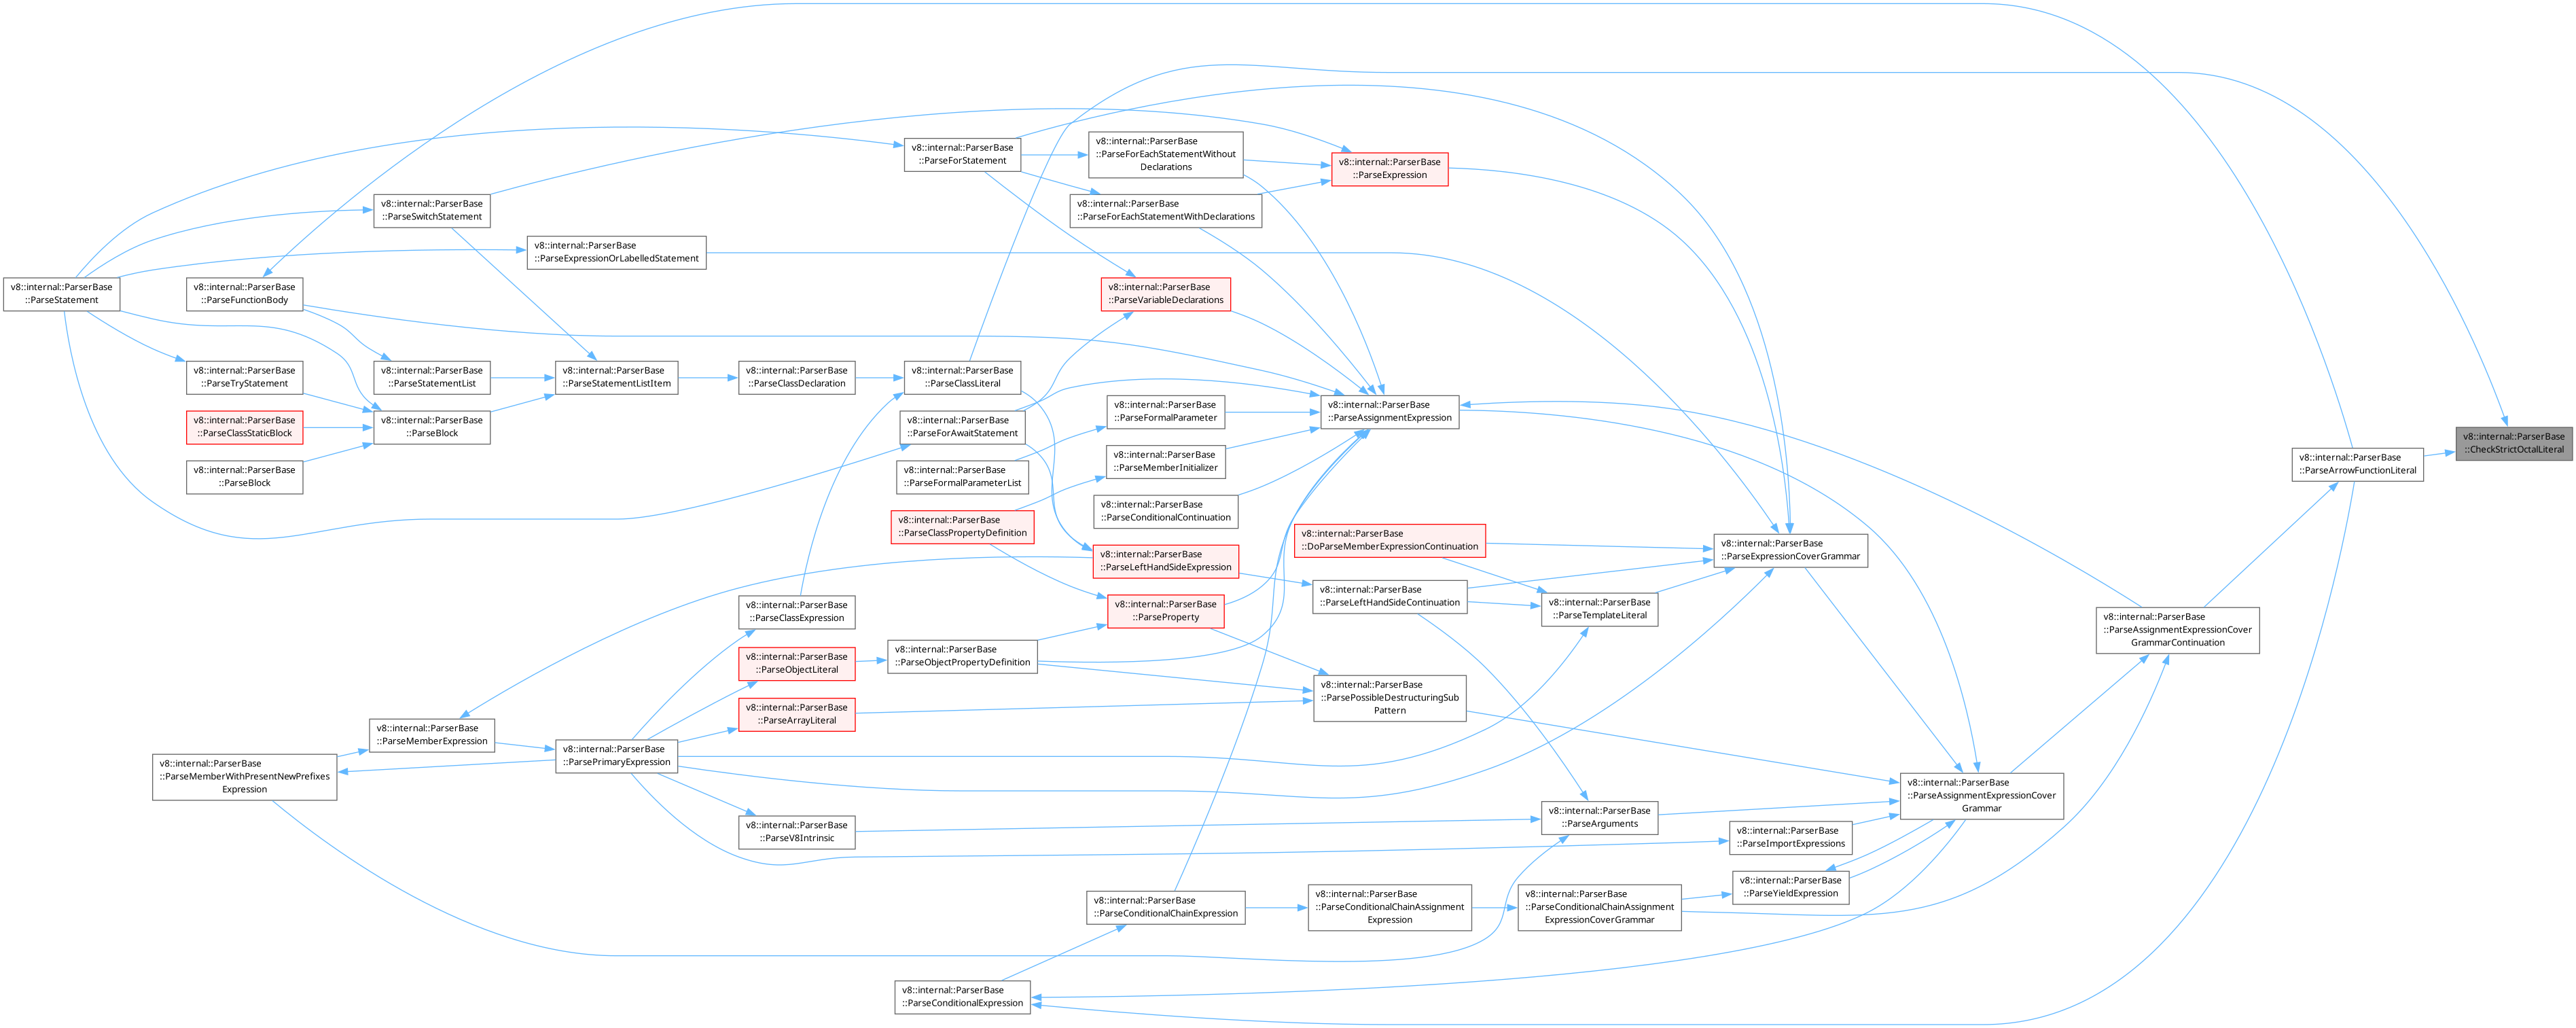 v8::internal::ParserBase
::ParseStatement
v8::internal::ParserBase
::ParseFunctionBody
v8::internal::ParserBase
::ParseTryStatement
v8::internal::ParserBase
::ParseClassStaticBlock
v8::internal::ParserBase
::ParseBlock
v8::internal::ParserBase
::ParseMemberWithPresentNewPrefixes
Expression
v8::internal::ParserBase
::ParseSwitchStatement
v8::internal::ParserBase
::ParseStatementList
v8::internal::ParserBase
::ParseBlock
v8::internal::ParserBase
::ParseMemberExpression
v8::internal::ParserBase
::ParseExpressionOrLabelledStatement
v8::internal::ParserBase
::ParseStatementListItem
v8::internal::ParserBase
::ParsePrimaryExpression
v8::internal::ParserBase
::ParseClassDeclaration
v8::internal::ParserBase
::ParseClassExpression
v8::internal::ParserBase
::ParseObjectLiteral
v8::internal::ParserBase
::ParseArrayLiteral
v8::internal::ParserBase
::ParseV8Intrinsic
v8::internal::ParserBase
::ParseForStatement
v8::internal::ParserBase
::ParseClassLiteral
v8::internal::ParserBase
::ParseForAwaitStatement
v8::internal::ParserBase
::ParseFormalParameterList
v8::internal::ParserBase
::ParseClassPropertyDefinition
v8::internal::ParserBase
::ParseObjectPropertyDefinition
v8::internal::ParserBase
::ParseConditionalExpression
v8::internal::ParserBase
::ParseForEachStatementWithout
Declarations
v8::internal::ParserBase
::ParseForEachStatementWithDeclarations
v8::internal::ParserBase
::ParseVariableDeclarations
v8::internal::ParserBase
::ParseFormalParameter
v8::internal::ParserBase
::ParseMemberInitializer
v8::internal::ParserBase
::ParseConditionalContinuation
v8::internal::ParserBase
::ParseLeftHandSideExpression
v8::internal::ParserBase
::ParseProperty
v8::internal::ParserBase
::ParseConditionalChainExpression
v8::internal::ParserBase
::ParseExpression
v8::internal::ParserBase
::ParseAssignmentExpression
v8::internal::ParserBase
::DoParseMemberExpressionContinuation
v8::internal::ParserBase
::ParseLeftHandSideContinuation
v8::internal::ParserBase
::ParsePossibleDestructuringSub
Pattern
v8::internal::ParserBase
::ParseConditionalChainAssignment
Expression
v8::internal::ParserBase
::ParseTemplateLiteral
v8::internal::ParserBase
::ParseArguments
v8::internal::ParserBase
::ParseConditionalChainAssignment
ExpressionCoverGrammar
v8::internal::ParserBase
::ParseExpressionCoverGrammar
v8::internal::ParserBase
::ParseImportExpressions
v8::internal::ParserBase
::ParseYieldExpression
v8::internal::ParserBase
::ParseAssignmentExpressionCover
Grammar
v8::internal::ParserBase
::ParseAssignmentExpressionCover
GrammarContinuation
v8::internal::ParserBase
::ParseArrowFunctionLiteral
v8::internal::ParserBase
::CheckStrictOctalLiteral